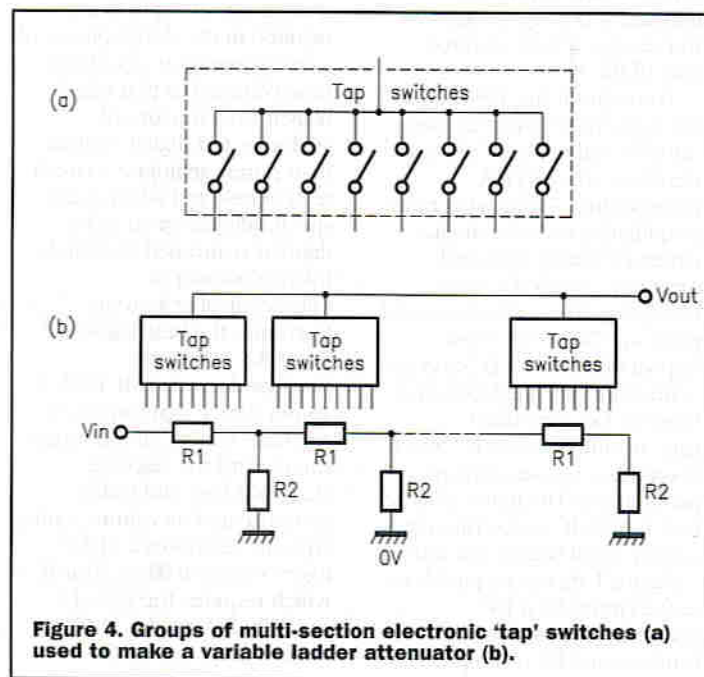 (a)
Tap switches
(b)
Vout
Tap
switches
Tap
switches
Tap
switches
Vin
R1
R1
R1
R2
R2
R2
0V
Figure 4. Groups of multi-section electronic ‘tap’ switches (a)
used to make a variable ladder attenuator (b).